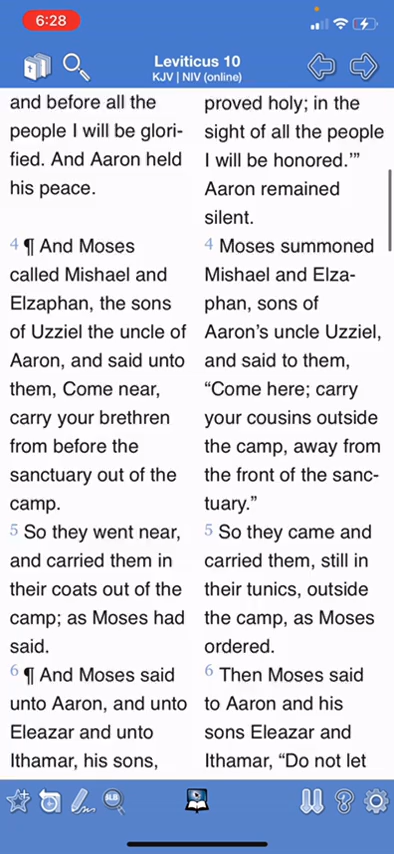 6:28
Leviticus 10
KJV | NIV (online)
and before all the
people I will be glori-
fied. And Aaron held
his peace.
4 ¶ And Moses
called Mishael and
Elzaphan, the sons
of Uzziel the uncle of
Aaron, and said unto
them, Come near,
carry your brethren
from before the
sanctuary out of the
camp.
5 So they went near,
and carried them in
their coats out of the
camp; as Moses had
said.
6 ¶ And Moses said
unto Aaron, and unto
Eleazar and unto
Ithamar, his sons,
proved holy; in the
sight of all the people
I will be honored.’”
Aaron remained
silent.
4 Moses summoned
Mishael and Elza-
phan, sons of
Aaron’s uncle Uzziel,
and said to them,
“Come here; carry
your cousins outside
the camp, away from
the front of the sanc-
tuary.”
5 So they came and
carried them, still in
their tunics, outside
the camp, as Moses
ordered.
6 Then Moses said
to Aaron and his
sons Eleazar and
Ithamar, “Do not let
ALB